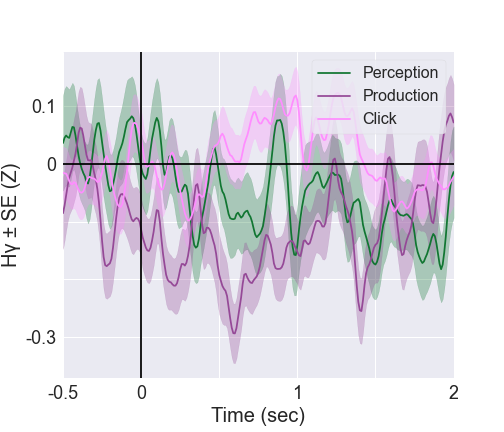 Perception
Production
Click
0.1
0
-0.3
Hγ ± SE (Z)
-0.5
0
1
2
Time (sec)